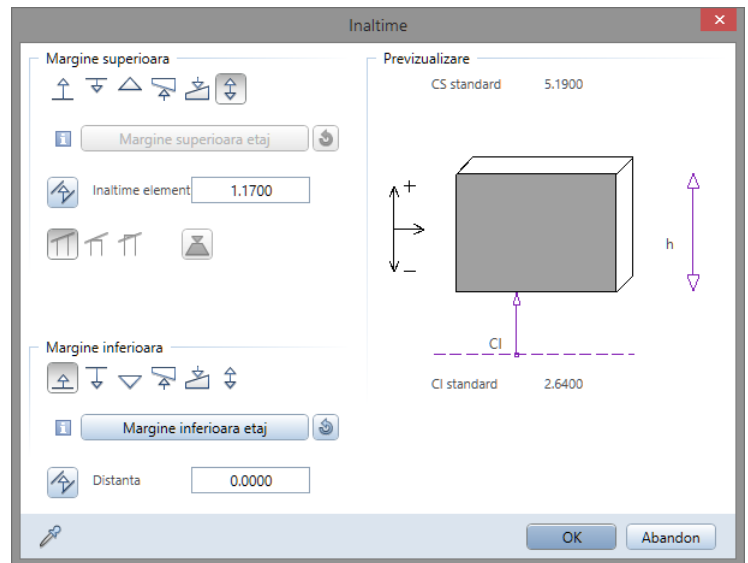 Inaltime
Margine superioara
Margine superioara etaj
Inaltime element 1.1700
Margine inferioara
Margine inferioara etaj
Distanta 0.0000
Previzualizare
CS standard 5.1900
+
h
−
CI
CI standard 2.6400
OK
Abandon